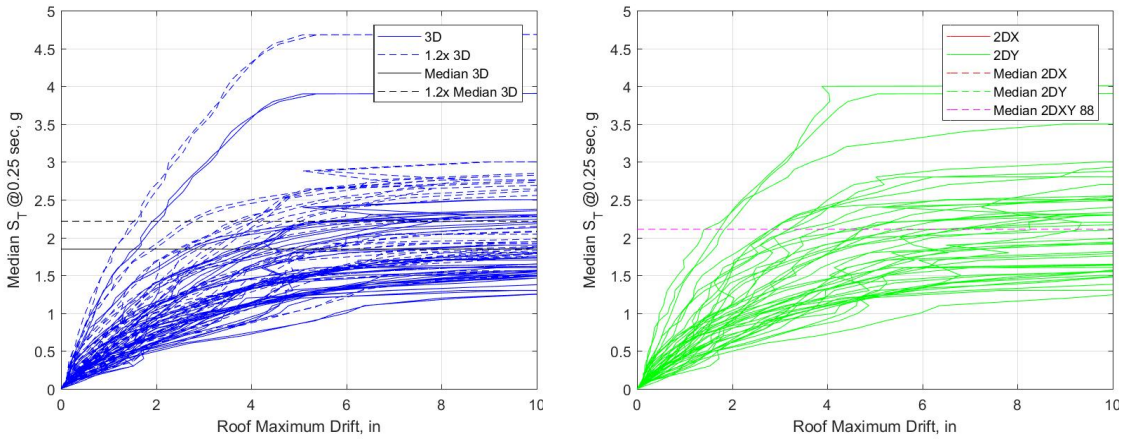 5
4.5
4
3.5
3
2.5
2
1.5
1
0.5
0
0
2
4
6
8
10
Median S_T @0.25 sec, g
Roof Maximum Drift, in
3D
1.2x 3D
Median 3D
1.2x Median 3D
5
4.5
4
3.5
3
2.5
2
1.5
1
0.5
0
0
2
4
6
8
10
Median S_T @0.25 sec, g
Roof Maximum Drift, in
2DX
2DY
Median 2DX
Median 2DY
Median 2DXY 88